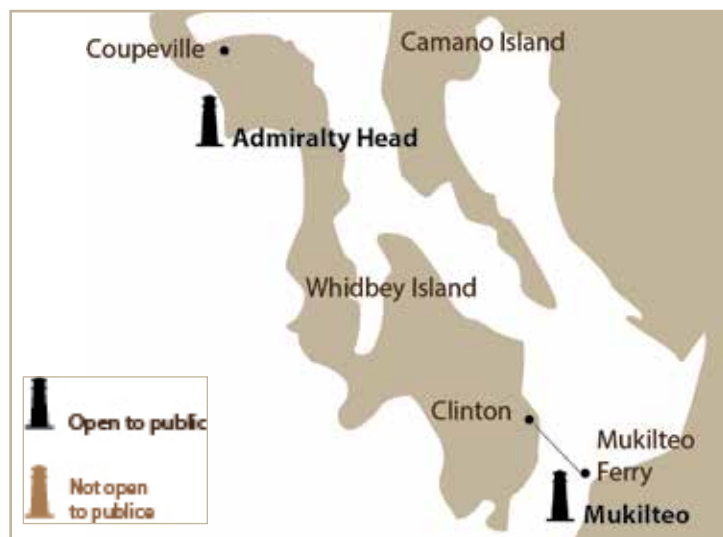 Coupeville
Camano Island
Admiralty Head
Whidbey Island
Clinton
Mukilteo
Ferry
Mukilteo
Open to public
Not open
to publice